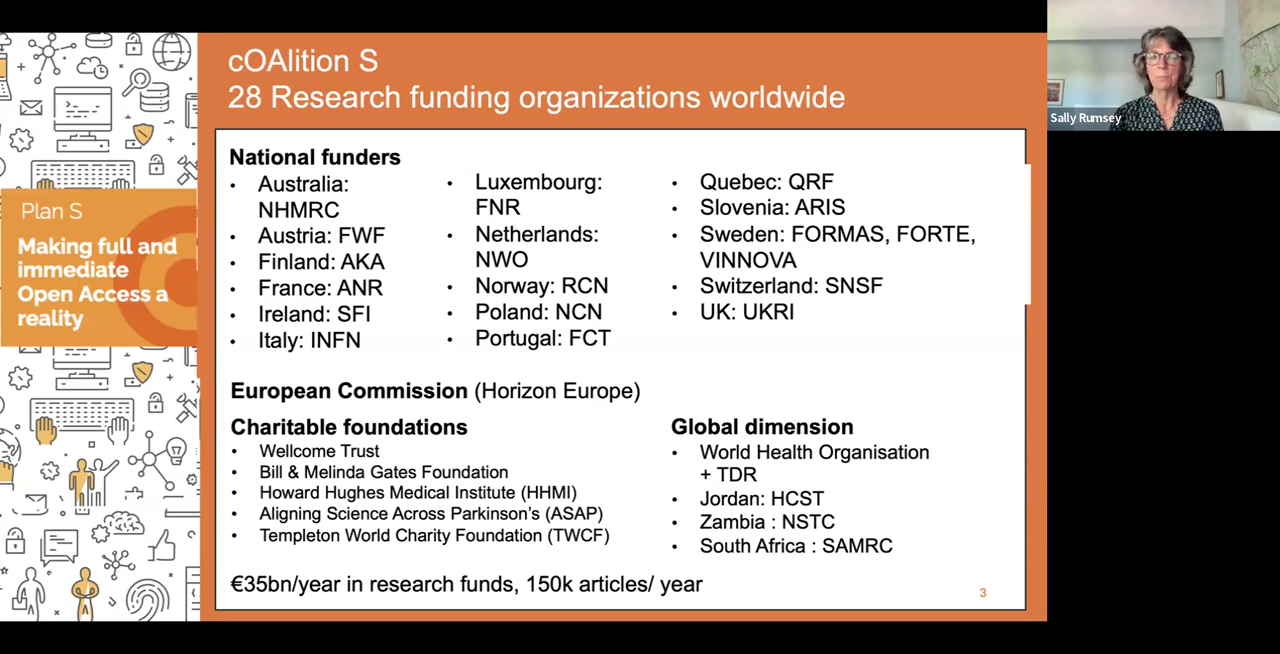 cOAlition S
28 Research funding organizations worldwide
Sally Rumsey
Plan S
Making full and
immediate
Open Access a
reality
National funders
• Australia:
NHMRC
• Austria: FWF
• Finland: AKA
• France: ANR
• Ireland: SFI
• Italy: INFN
• Luxembourg:
FNR
• Netherlands:
NWO
• Norway: RCN
• Poland: NCN
• Portugal: FCT
• Quebec: QRF
• Slovenia: ARIS
• Sweden: FORMAS, FORTE,
VINNOVA
• Switzerland: SNSF
• UK: UKRI
European Commission (Horizon Europe)
Charitable foundations
• Wellcome Trust
• Bill & Melinda Gates Foundation
• Howard Hughes Medical Institute (HHMI)
• Aligning Science Across Parkinson's (ASAP)
• Templeton World Charity Foundation (TWCF)
Global dimension
• World Health Organisation
+ TDR
• Jordan: HCST
• Zambia : NSTC
• South Africa : SAMRC
€35bn/year in research funds, 150k articles/ year
3